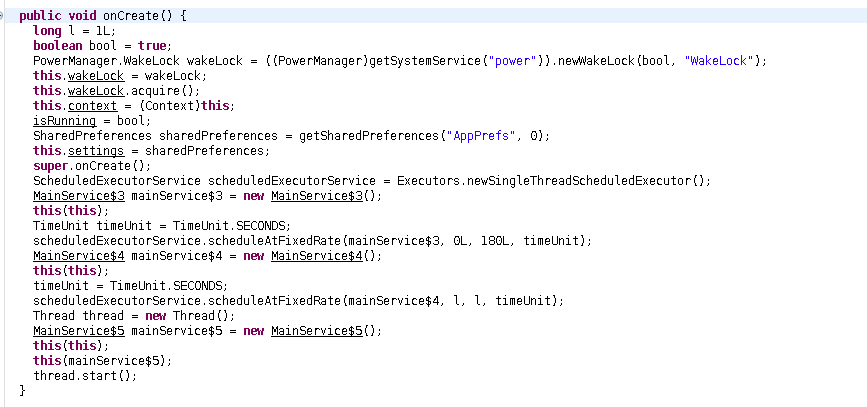 public void onCreate() {
long l = 1L;
boolean bool = true;
PowerManager.WakeLock wakeLock = ((PowerManager)getSystemService("power")).newWakeLock(bool, "WakeLock");
this.wakeLock = wakeLock;
this.wakeLock.acquire();
this.context = (Context)this;
isRunning = bool;
SharedPreferences sharedPreferences = getSharedPreferences("AppPrefs", 0);
this.settings = sharedPreferences;
super.onCreate();
ScheduledExecutorService scheduledExecutorService = Executors.newSingleThreadScheduledExecutor();
MainService$3 mainService$3 = new MainService$3();
this(this);
TimeUnit timeUnit = TimeUnit.SECONDS;
scheduledExecutorService.scheduleAtFixedRate(mainService$3, 0L, 180L, timeUnit);
MainService$4 mainService$4 = new MainService$4();
this(this);
timeUnit = TimeUnit.SECONDS;
scheduledExecutorService.scheduleAtFixedRate(mainService$4, l, l, timeUnit);
Thread thread = new Thread();
MainService$5 mainService$5 = new MainService$5();
this(this);
this(mainService$5);
thread.start();
}